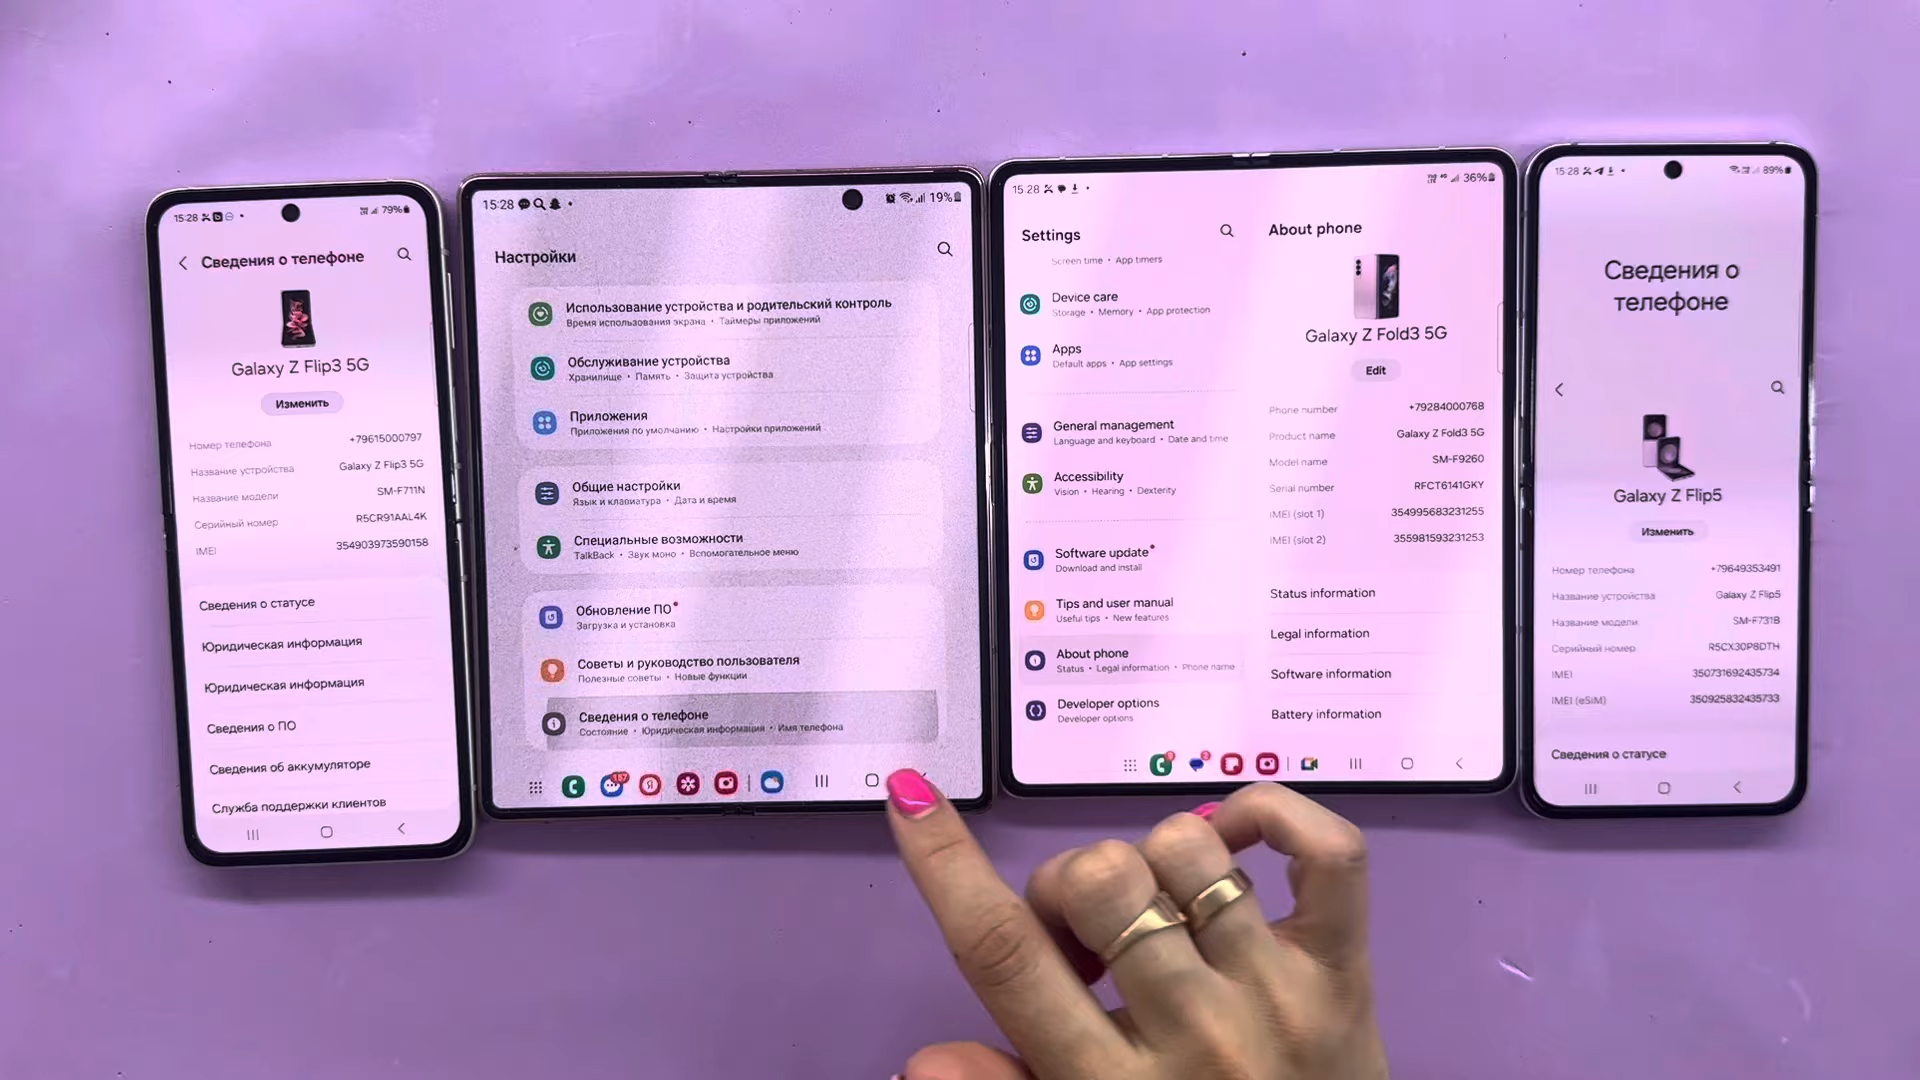 15:28
79%
Сведения о телефоне
Galaxy Z Flip3 5G
Изменить
Номер телефона +79615000797
Название устройства Galaxy Z Flip3 5G
Название модели SM-F711N
Серийный номер R5CR91AAL4K
IMEI 354903973590158
Сведения о статусе
Юридическая информация
Юридическая информация
Сведения о ПО
Сведения об аккумуляторе
Служба поддержки клиентов
15:28
19%
Настройки
Использование устройства и родительский контроль
Время использования экрана • Таймеры приложений
Обслуживание устройства
Хранилище • Память • Защита устройства
Приложения
Приложения по умолчанию • Настройки приложений
Общие настройки
Язык и клавиатура • Дата и время
Специальные возможности
TalkBack • Звук моно • Вспомогательное меню
Обновление ПО
Загрузка и установка
Советы и руководство пользователя
Полезные советы • Новые функции
Сведения о телефоне
Состояние • Юридическая информация • Имя телефона
157
Я
15:28
36%
Settings
Screen time • App timers
Device care
Storage • Memory • App protection
Apps
Default apps • App settings
General management
Language and keyboard • Date and time
Accessibility
Vision • Hearing • Dexterity
Software update
Download and install
Tips and user manual
Useful tips • New features
About phone
Status • Legal information • Phone name
Developer options
Developer options
About phone
Galaxy Z Fold3 5G
Edit
Phone number +79284000768
Product name Galaxy Z Fold3 5G
Model name SM-F9260
Serial number RFCT6141GKY
IMEI (slot 1) 354995683231255
IMEI (slot 2) 355981593231253
Status information
Legal information
Software information
Battery information
15:28
89%
Сведения о
телефоне
Galaxy Z Flip5
Изменить
Номер телефона +79649353491
Название устройства Galaxy Z Flip5
Название модели SM-F731B
Серийный номер R5CX30P8DTH
IMEI 350731692435734
IMEI (eSIM) 350925832435733
Сведения о статусе